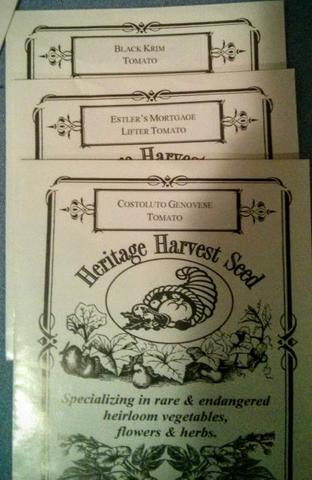 BLACK KRIM
TOMATO
ESTLER'S MORTGAGE
LIFTER TOMATO
Harvest
COSTOLUTO GENOVESE
TOMATO
Heritage Harvest Seed
Specializing in rare & endangered
heirloom vegetables,
flowers & herbs.